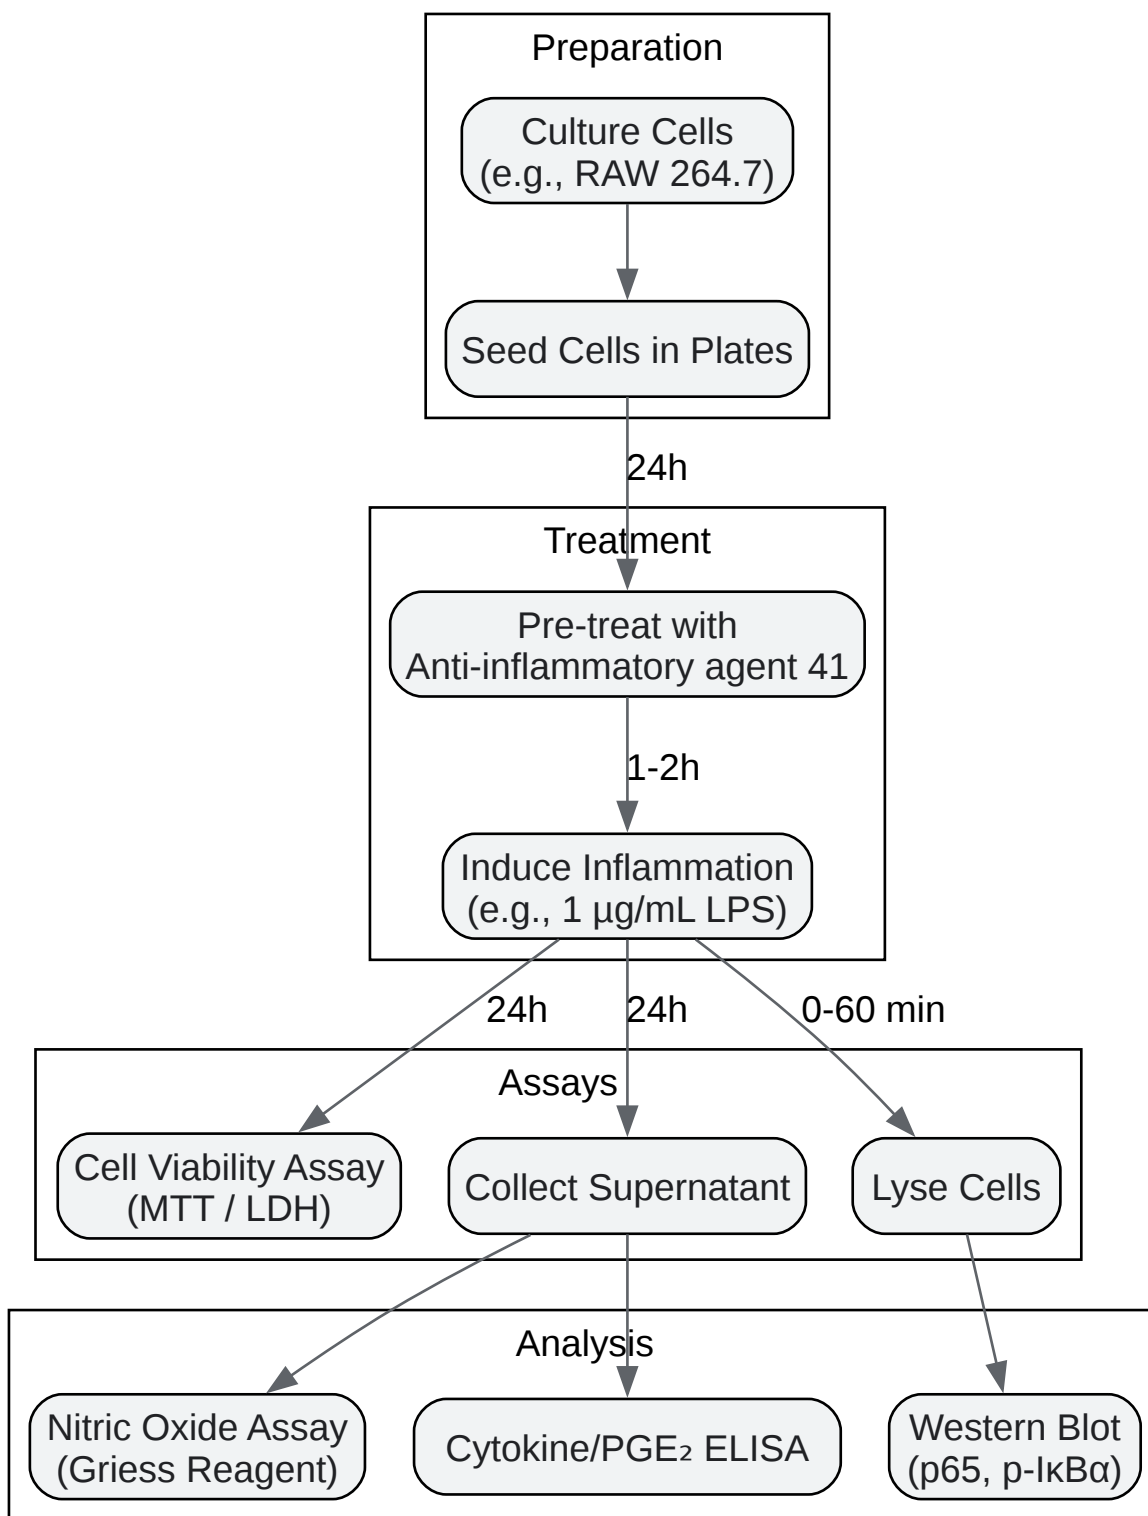 Preparation
Culture Cells
(e.g., RAW 264.7)
Seed Cells in Plates
24h
Treatment
Pre-treat with
Anti-inflammatory agent 41
1-2h
Induce Inflammation
(e.g., 1 µg/mL LPS)
24h
24h
0-60 min
Assays
Cell Viability Assay
(MTT / LDH)
Collect Supernatant
Lyse Cells
Analysis
Nitric Oxide Assay
(Griess Reagent)
Cytokine/PGE₂ ELISA
Western Blot
(p65, p-IκBα)